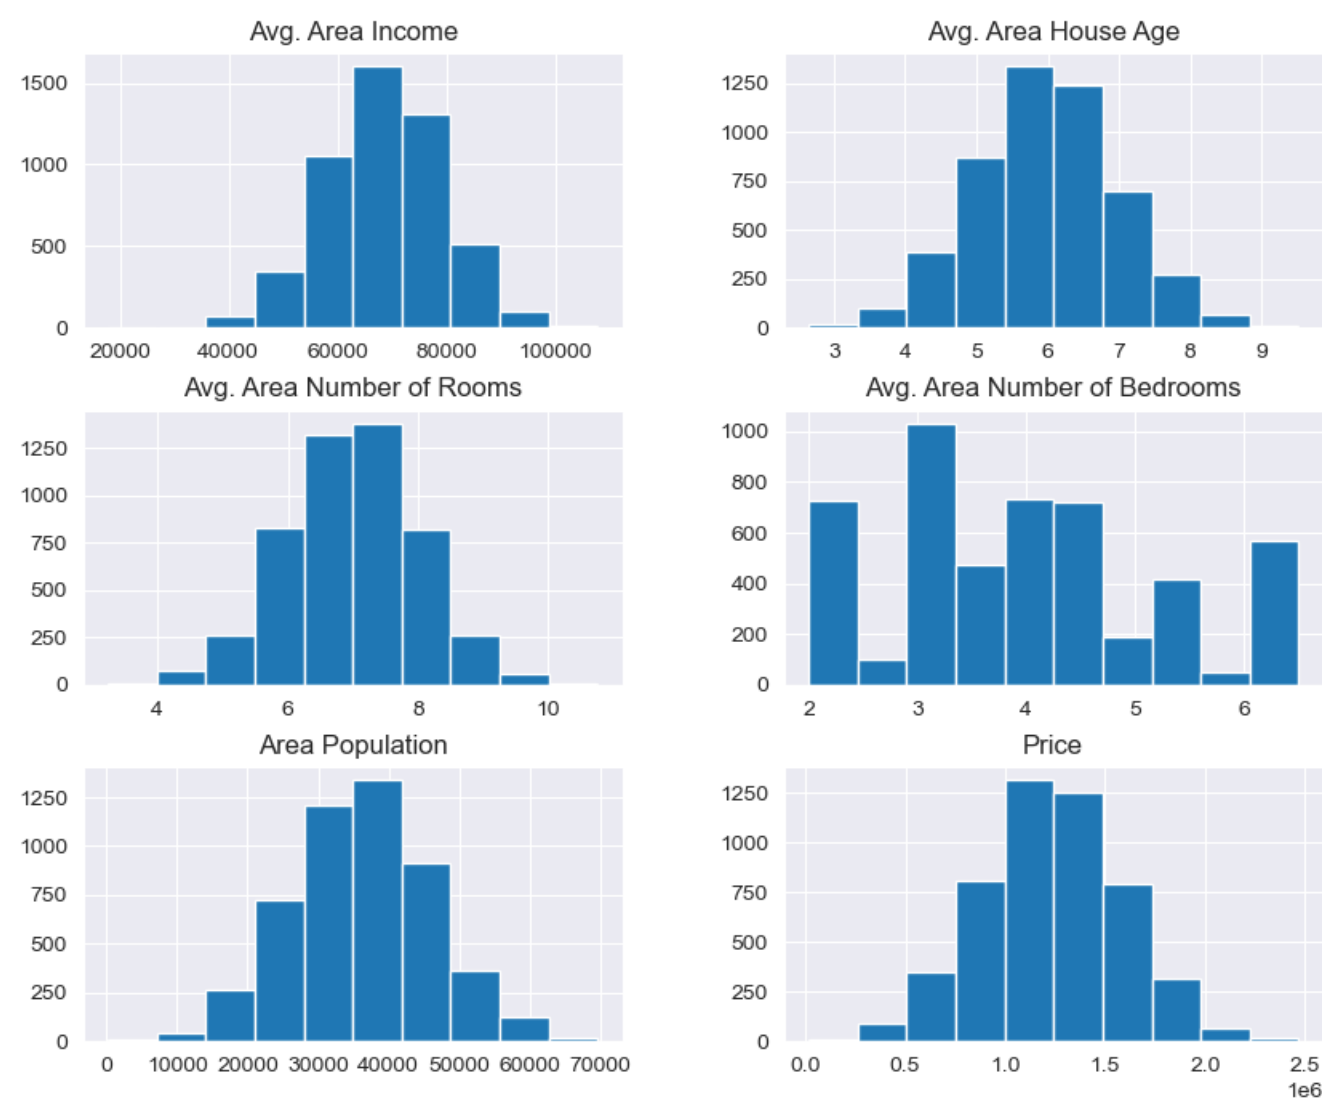 Avg. Area Income
1500
1000
500
0
20000 40000 60000 80000 100000
Avg. Area House Age
1250
1000
750
500
250
0
3 4 5 6 7 8 9
Avg. Area Number of Rooms
1250
1000
750
500
250
0
4 6 8 10
Avg. Area Number of Bedrooms
1000
800
600
400
200
0
2 3 4 5 6
Area Population
1250
1000
750
500
250
0
0 10000 20000 30000 40000 50000 60000 70000
Price
1250
1000
750
500
250
0
0.0 0.5 1.0 1.5 2.0 2.5
1e6